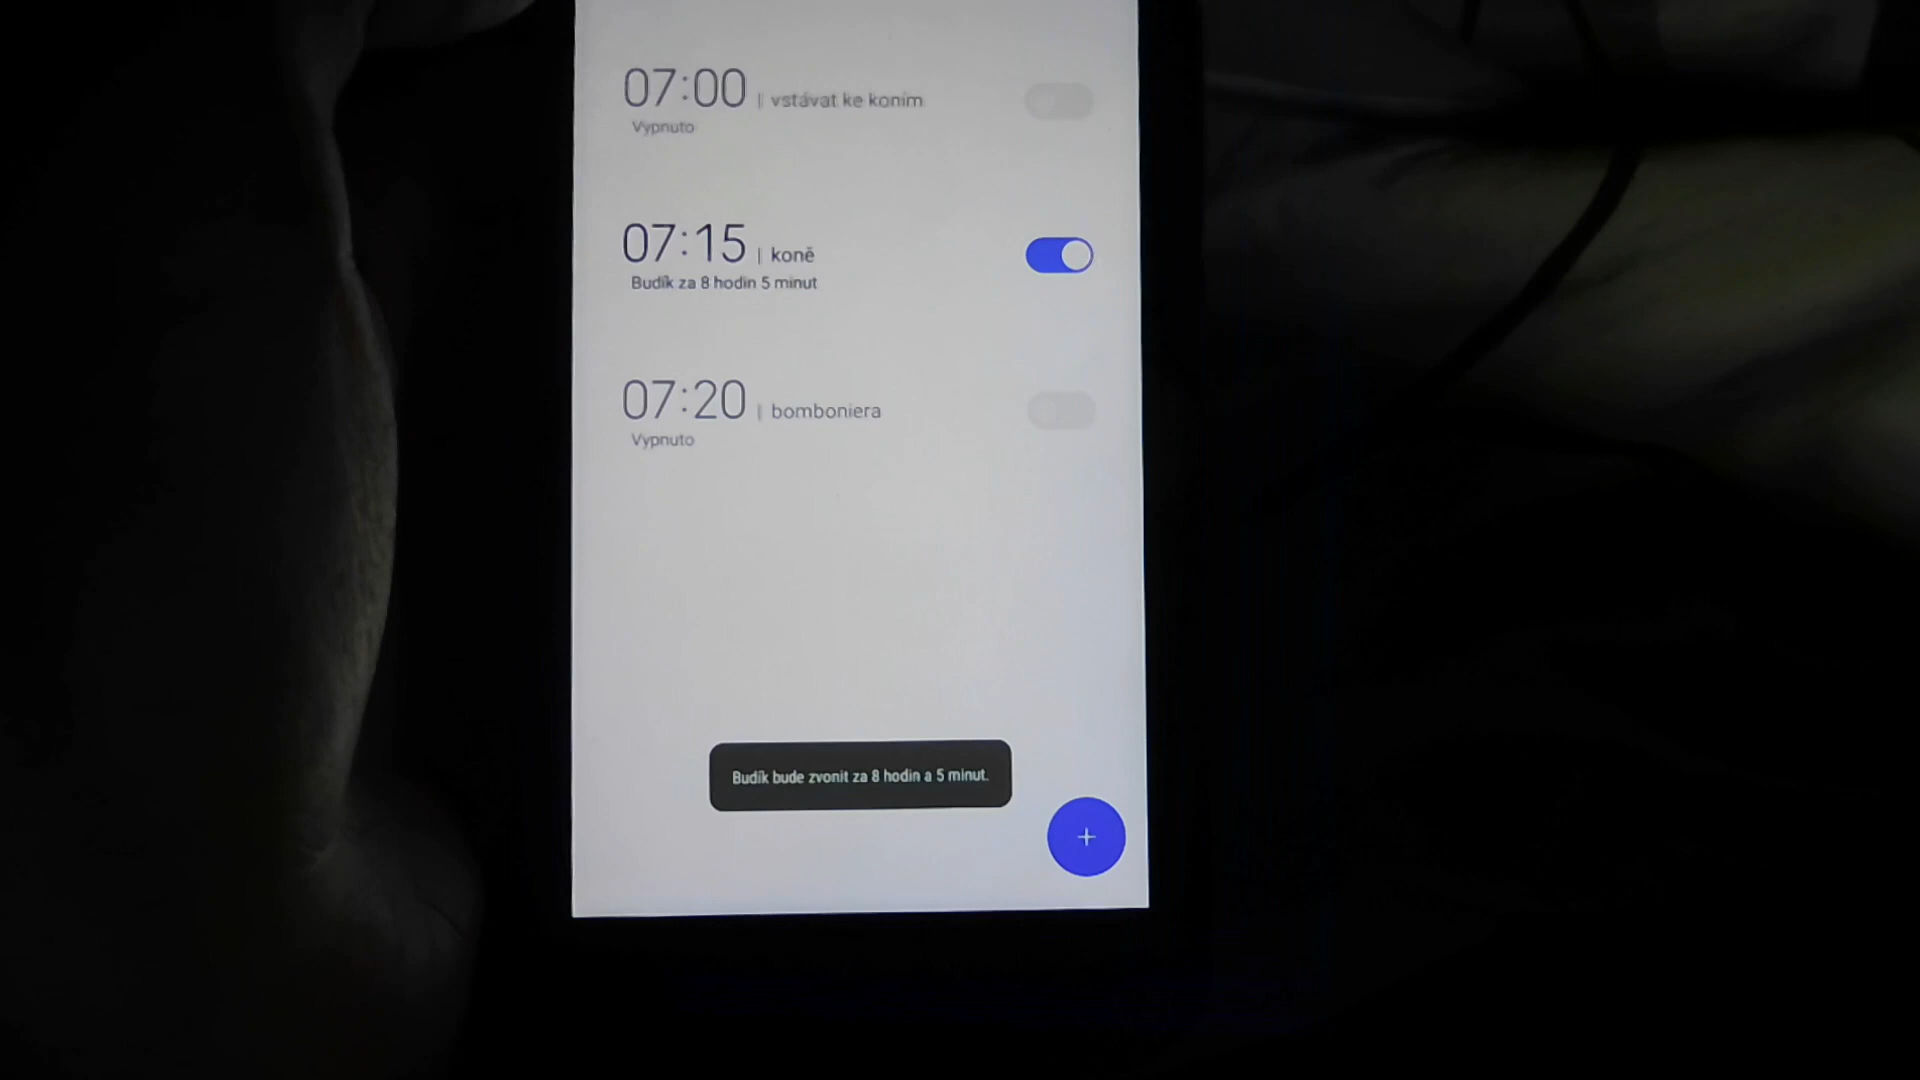 07:00 | vstávat ke koním
Vypnuto
07:15 | koně
Budík za 8 hodin 5 minut
07:20 | bomboniera
Vypnuto
Budík bude zvonit za 8 hodin a 5 minut.
+